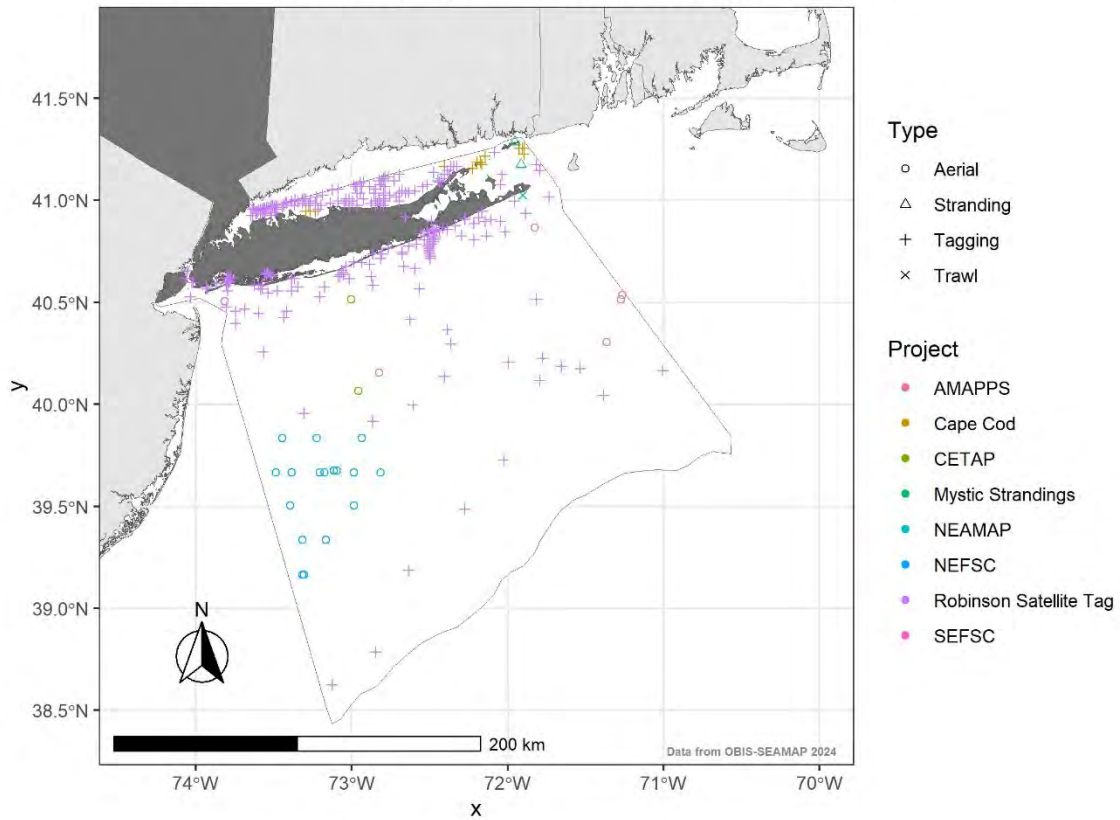 41.5°N
41.0°N
40.5°N
40.0°N
39.5°N
39.0°N
38.5°N
y
N
200 km
Data from OBIS-SEAMAP 2024
74°W
73°W
72°W
71°W
70°W
x
Type
Aerial
Stranding
Tagging
Trawl
Project
AMAPPS
Cape Cod
CETAP
Mystic Strandings
NEAMAP
NEFSC
Robinson Satellite Tag
SEFSC